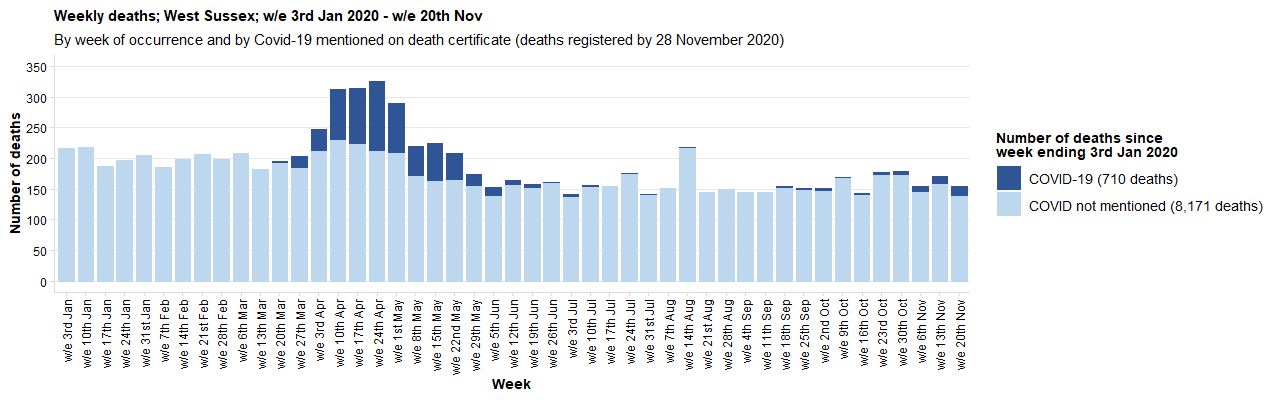 Weekly deaths; West Sussex; w/e 3rd Jan 2020 - w/e 20th Nov
By week of occurrence and by Covid-19 mentioned on death certificate (deaths registered by 28 November 2020)
Number of deaths
350
300
250
200
150
100
50
0
w/e 3rd Jan
w/e 10th Jan
w/e 17th Jan
w/e 24th Jan
w/e 31st Jan
w/e 7th Feb
w/e 14th Feb
w/e 21st Feb
w/e 28th Feb
w/e 6th Mar
w/e 13th Mar
w/e 20th Mar
w/e 27th Mar
w/e 3rd Apr
w/e 10th Apr
w/e 17th Apr
w/e 24th Apr
w/e 1st May
w/e 8th May
w/e 15th May
w/e 22nd May
w/e 29th May
w/e 5th Jun
w/e 12th Jun
w/e 19th Jun
w/e 26th Jun
w/e 3rd Jul
w/e 10th Jul
w/e 17th Jul
w/e 24th Jul
w/e 31st Jul
w/e 7th Aug
w/e 14th Aug
w/e 21st Aug
w/e 28th Aug
w/e 4th Sep
w/e 11th Sep
w/e 18th Sep
w/e 25th Sep
w/e 2nd Oct
w/e 9th Oct
w/e 16th Oct
w/e 23rd Oct
w/e 30th Oct
w/e 6th Nov
w/e 13th Nov
w/e 20th Nov
Week
Number of deaths since
week ending 3rd Jan 2020
COVID-19 (710 deaths)
COVID not mentioned (8,171 deaths)